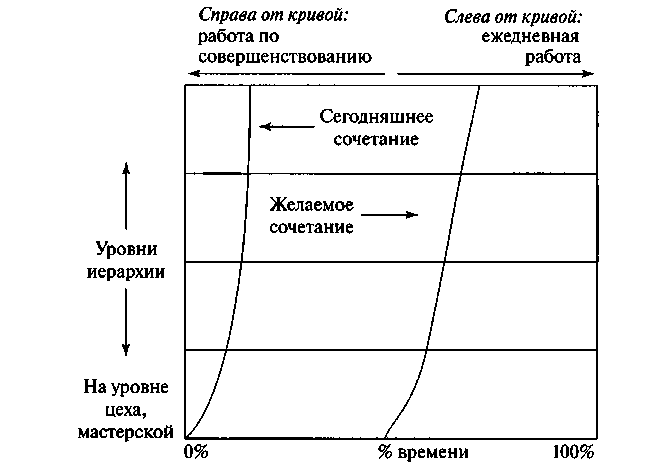 Справа от кривой:
работа по
совершенствованию
Слева от кривой:
ежедневная
работа
Сегодняшнее
сочетание
Желаемое
сочетание
Уровни
иерархии
На уровне
цеха,
мастерской
0%
% времени
100%